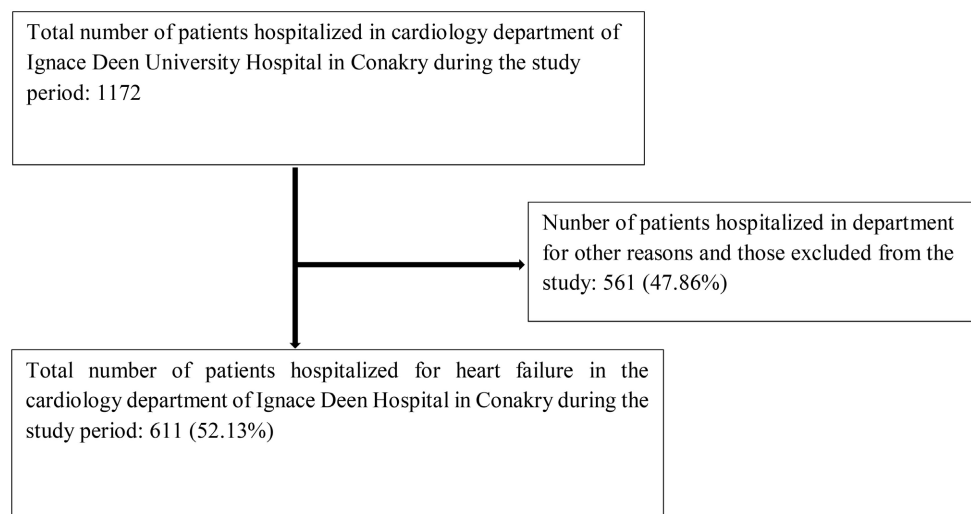 Total number of patients hospitalized in cardiology department of
Ignace Deen University Hospital in Conakry during the study
period: 1172
Nunber of patients hospitalized in department
for other reasons and those excluded from the
study: 561 (47.86%)
Total number of patients hospitalized for heart failure in the
cardiology department of Ignace Deen Hospital in Conakry during the
study period: 611 (52.13%)